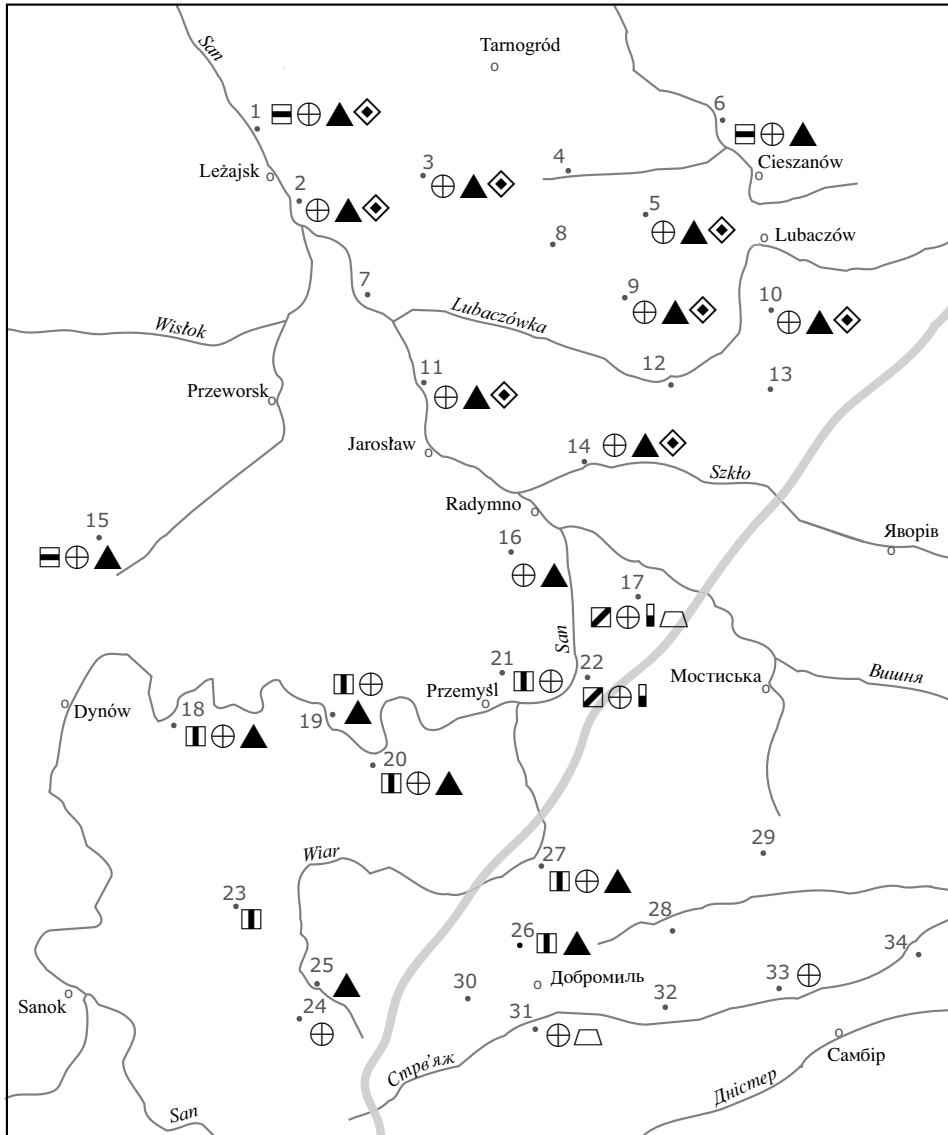 San
Tarnogród
1
6
Leżajsk
3
4
Cieszanów
2
5
8
Lubaczów
7
9
10
Wisłok
Lubaczówka
11
12
13
Przeworsk
Jarosław
14
Szkło
Radymno
15
16
Яворів
17
San
21
22
Przemyśl
Мостиська
Вишня
Dynów
18
19
20
Wiar
27
29
23
28
26
25
Добромиль
33
34
Sanok
30
32
24
31
Самбір
Стрв’яж
Дністер
San